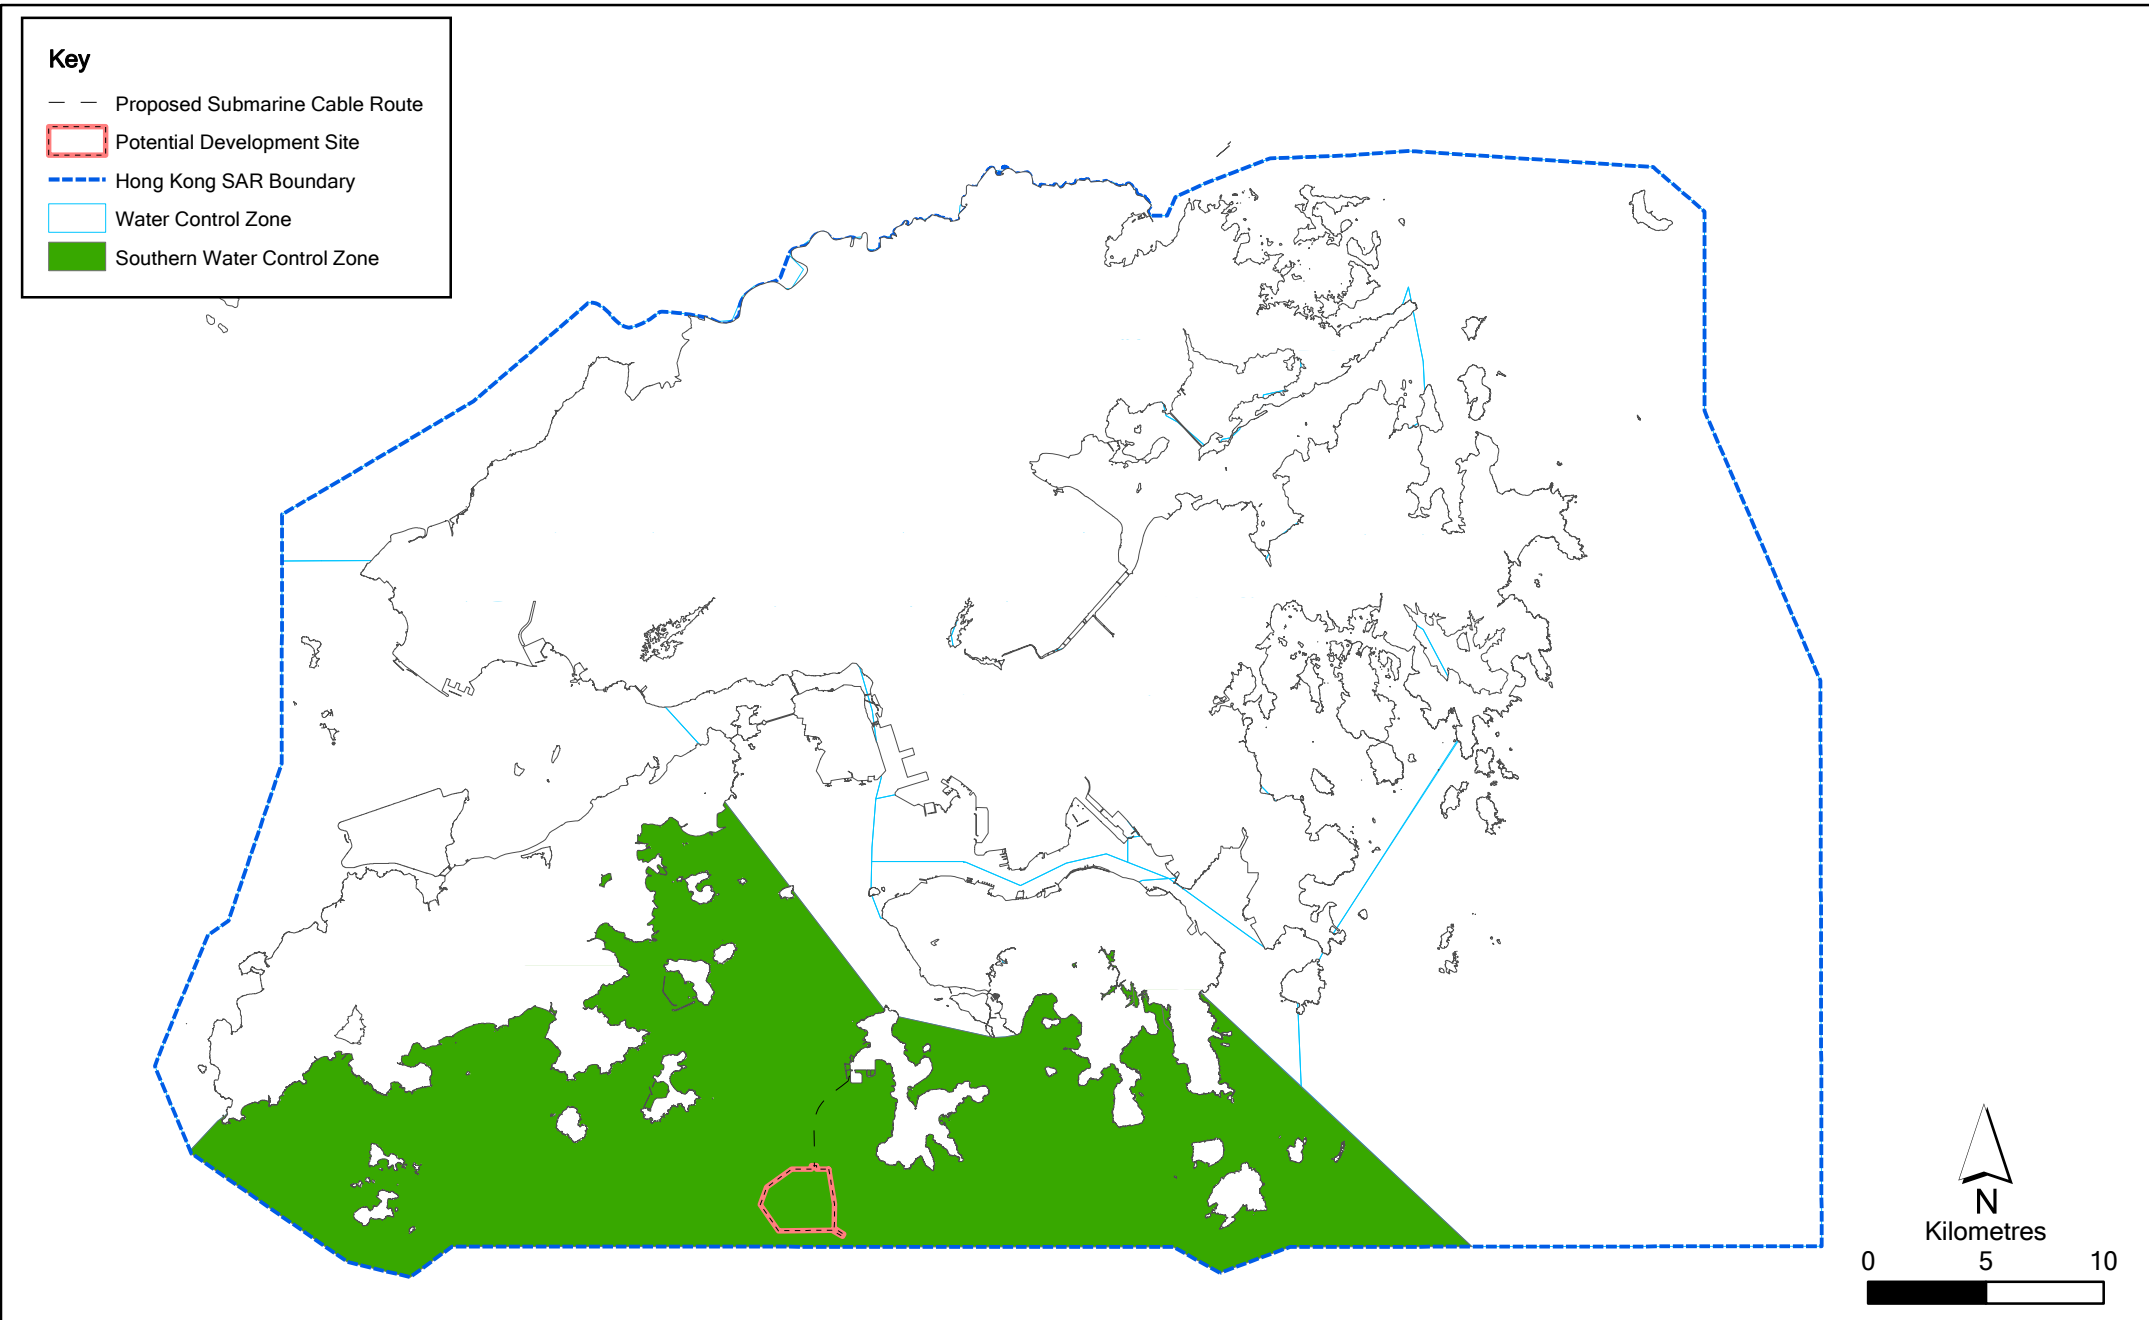 Key
Proposed Submarine Cable Route
Potential Development Site
Hong Kong SAR Boundary
Water Control Zone
Southern Water Control Zone
N
Kilometres
0 5 10